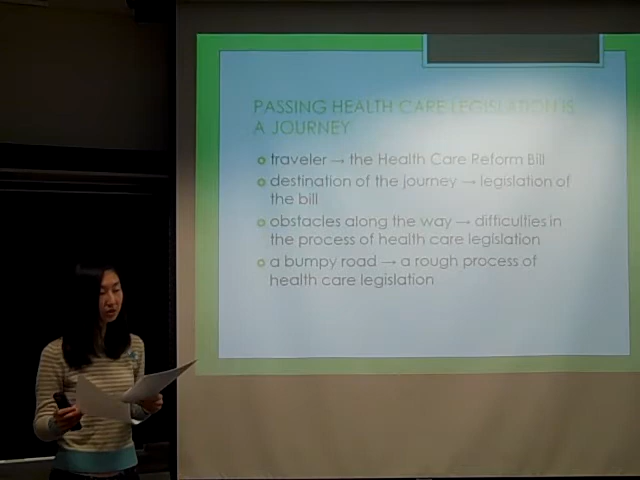 PASSING HEALTH CARE LEGISLATION IS
A JOURNEY
traveler → the Health Care Reform Bill
destination of the journey → legislation of
the bill
obstacles along the way → difficulties in
the process of health care legislation
a bumpy road → a rough process of
health care legislation